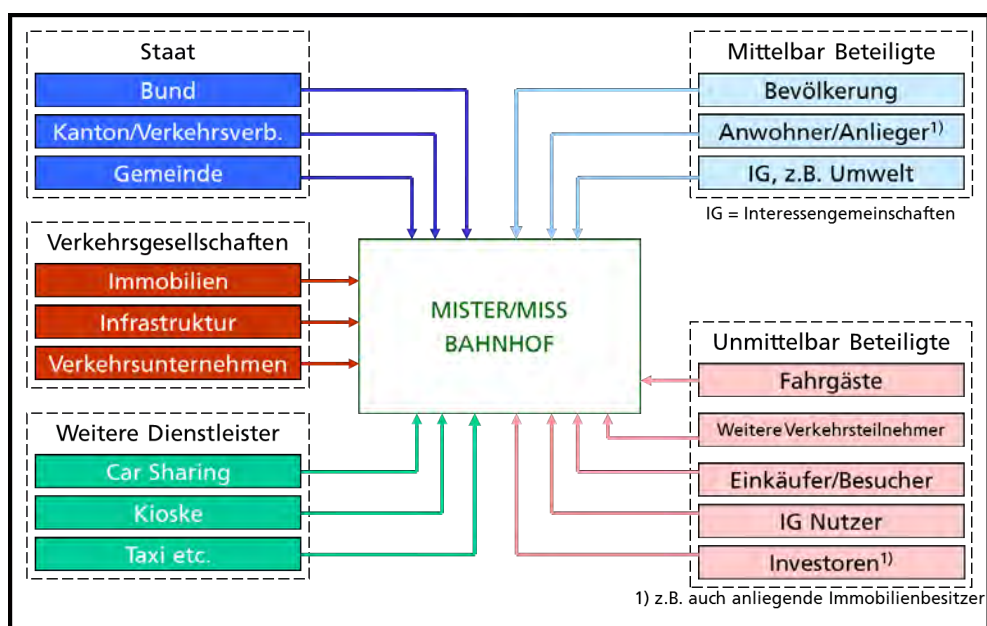 Staat
Bund
Kanton/Verkehrsverb.
Gemeinde
Verkehrsgesellschaften
Immobilien
Infrastruktur
Verkehrsunternehmen
Weitere Dienstleister
Car Sharing
Kioske
Taxi etc.
MISTER/MISS
BAHNHOF
Mittelbar Beteiligte
Bevölkerung
Anwohner/Anlieger1)
IG, z.B. Umwelt
IG = Interessengemeinschaften
Unmittelbar Beteiligte
Fahrgäste
Weitere Verkehrsteilnehmer
Einkäufer/Besucher
IG Nutzer
Investoren1)
1) z.B. auch anliegende Immobilienbesitzer